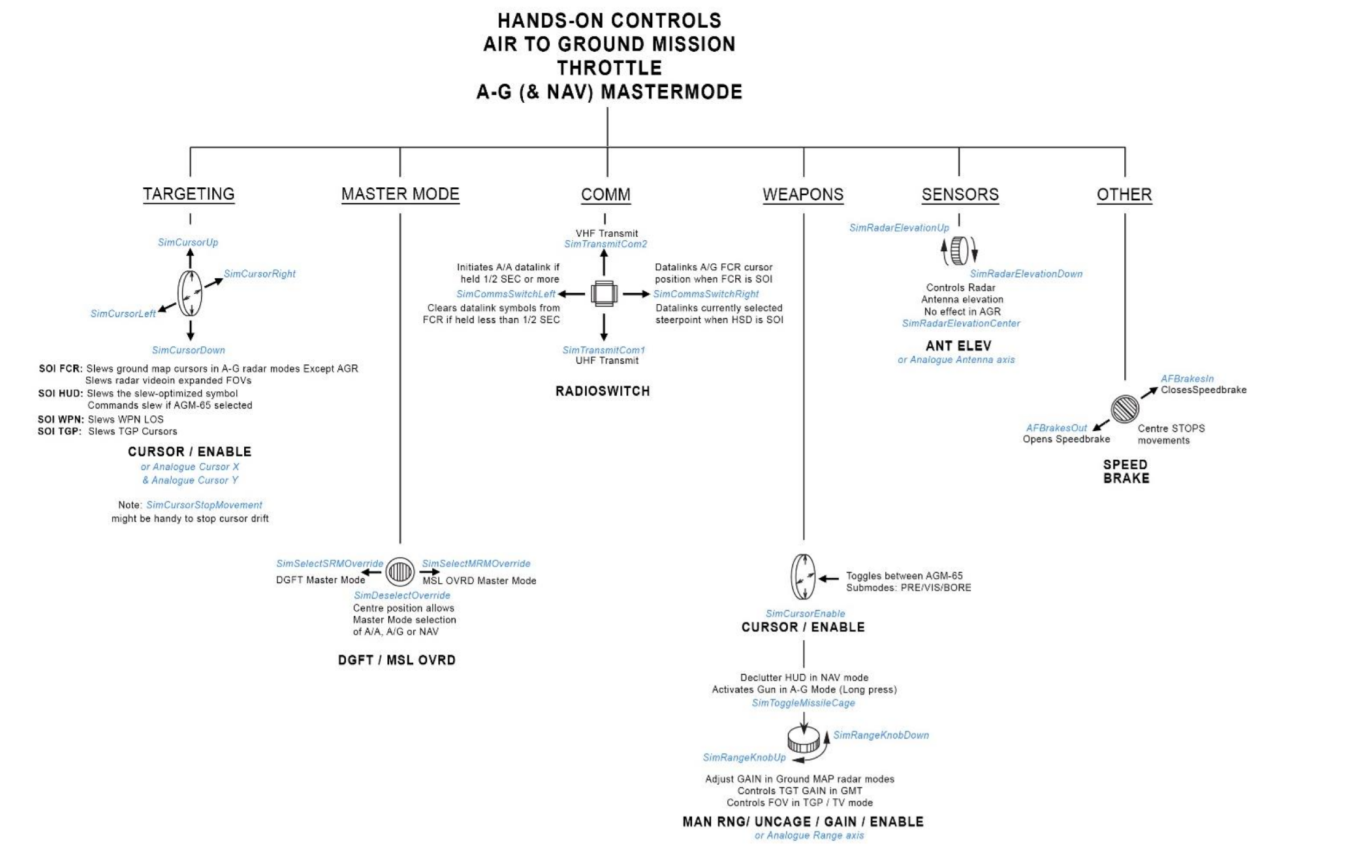 HANDS-ON CONTROLS
AIR TO GROUND MISSION
THROTTLE
A-G (& NAV) MASTERMODE
TARGETING
SimCursorUp
SimCursorRight
SimCursorLeft
SimCursorDown
SOI FCR: Slews ground map cursors in A-G radar modes Except AGR
Slews radar videoin expanded FOVs
SOI HUD: Slews the slew-optimized symbol
Commands slew if AGM-65 selected
SOI WPN: Slews WPN LOS
SOI TGP: Slews TGP Cursors
CURSOR / ENABLE
or Analogue Cursor X
& Analogue Cursor Y
Note: SimCursorStopMovement
might be handy to stop cursor drift
MASTER MODE
SimSelectSRMOverride
DGFT Master Mode
SimSelectMRMOverride
MSL OVRD Master Mode
SimDeselectOverride
Centre position allows
Master Mode selection
of A/A, A/G or NAV
DGFT / MSL OVRD
COMM
VHF Transmit
SimTransmitCom2
Initiates A/A datalink if
held 1/2 SEC or more
SimCommsSwitchLeft
Clears datalink symbols from
FCR if held less than 1/2 SEC
Datalinks A/G FCR cursor
position when FCR is SOI
SimCommsSwitchRight
Datalinks currently selected
steerpoint when HSD is SOI
SimTransmitCom1
UHF Transmit
RADIOSWITCH
WEAPONS
Toggles between AGM-65
Submodes: PRE/VIS/BORE
SimCursorEnable
CURSOR / ENABLE
Declutter HUD in NAV mode
Activates Gun in A-G Mode (Long press)
SimToggleMissileCage
SimRangeKnobDown
SimRangeKnobUp
Adjust GAIN in Ground MAP radar modes
Controls TGT GAIN in GMT
Controls FOV in TGP / TV mode
MAN RNG/ UNCAGE / GAIN / ENABLE
or Analogue Range axis
SENSORS
SimRadarElevationUp
SimRadarElevationDown
Controls Radar
Antenna elevation
No effect in AGR
SimRadarElevationCenter
ANT ELEV
or Analogue Antenna axis
OTHER
AFBrakesIn
ClosesSpeedbrake
AFBrakesOut
Opens Speedbrake
Centre STOPS
movements
SPEED
BRAKE